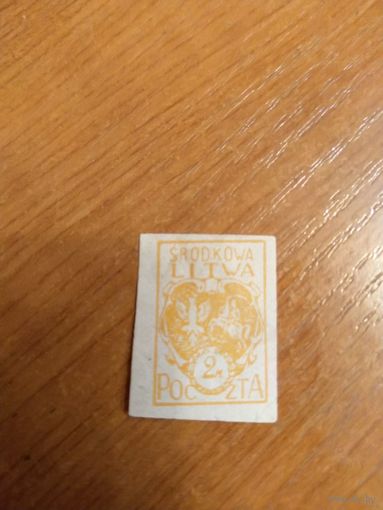 ŚRODKOWA
LITWA
2 M
POCZTA